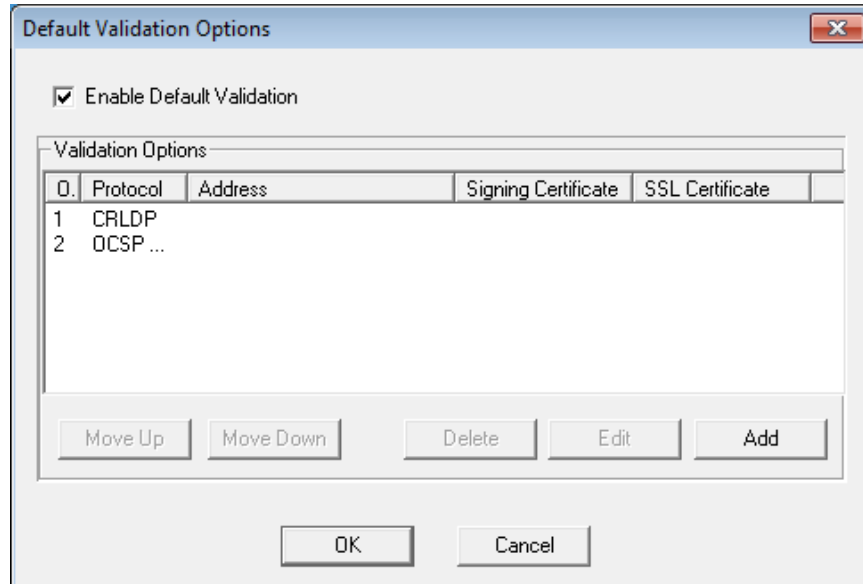 Default Validation Options
Enable Default Validation
Validation Options
O. Protocol Address Signing Certificate SSL Certificate
1 CRLDP
2 OCSP ...
Move Up Move Down Delete Edit Add
OK Cancel